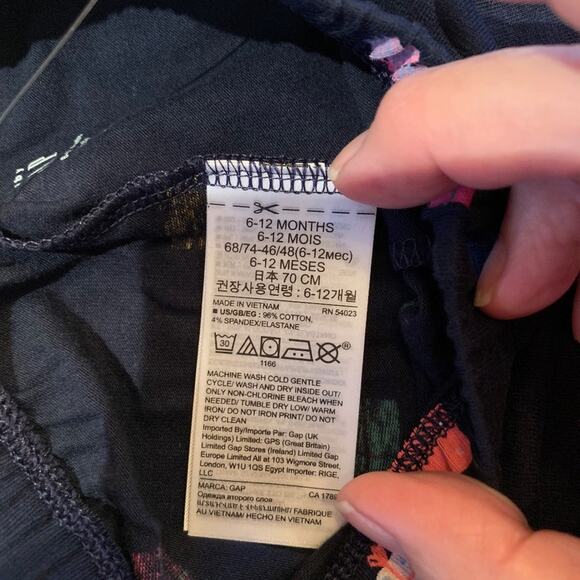 6-12 MONTHS
6-12 MOIS
68/74-46/48(6-12мес)
6-12 MESES
日本 70 CM
권장사용연령 : 6-12개월
MADE IN VIETNAM RN 54023
■ US/GB/EG : 96% COTTON,
4% SPANDEX/ELASTANE
30
1166
MACHINE WASH COLD GENTLE
CYCLE/ WASH AND DRY INSIDE OUT/
ONLY NON-CHLORINE BLEACH WHEN
NEEDED/ TUMBLE DRY LOW/ WARM
IRON/ DO NOT IRON PRINT/ DO NOT
DRY CLEAN
Imported By/Importe Par: Gap (UK
Holdings) Limited: GPS (Great Britain)
Limited Gap Stores (Ireland) Limited Gap
Europe Limited All at 103 Wigmore Street,
London, W1U 1QS Egypt Importer: RIGE,
LLC
MARCA: GAP CA 1789
Одежда второго слоя
FABRIQUE
AU VIETNAM/ HECHO EN VIETNAM